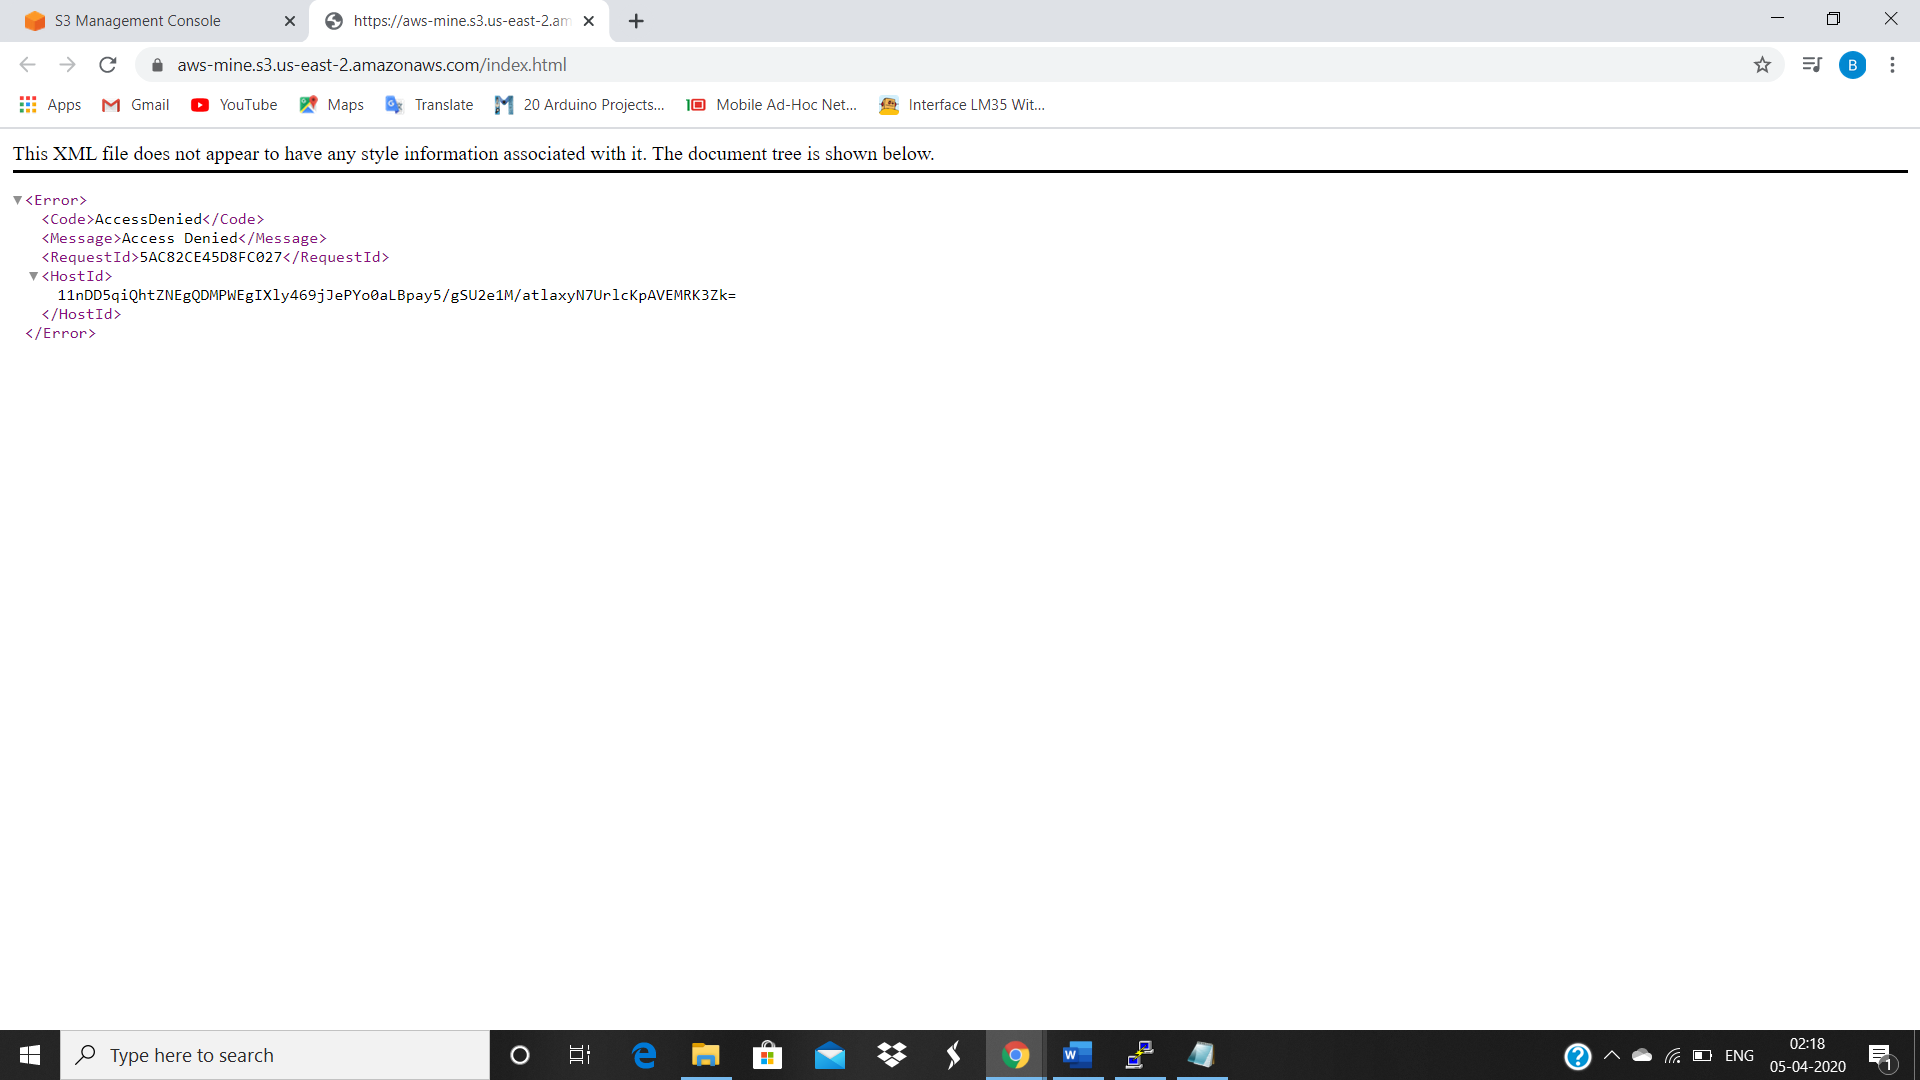 S3 Management Console
https://aws-mine.s3.us-east-2.am
aws-mine.s3.us-east-2.amazonaws.com/index.html
B
Apps
Gmail
YouTube
Maps
Translate
20 Arduino Projects...
Mobile Ad-Hoc Net...
Interface LM35 Wit...
This XML file does not appear to have any style information associated with it. The document tree is shown below.
<Error>
<Code>AccessDenied</Code>
<Message>Access Denied</Message>
<RequestId>5AC82CE45D8FC027</RequestId>
<HostId>
11nDD5qiQhtZNEgQDMPWEgIXly469jJePYo0aLBpay5/gSU2e1M/atlaxyN7UrlcKpAVEMRK3Zk=
</HostId>
</Error>
Type here to search
ENG
02:18
05-04-2020
1